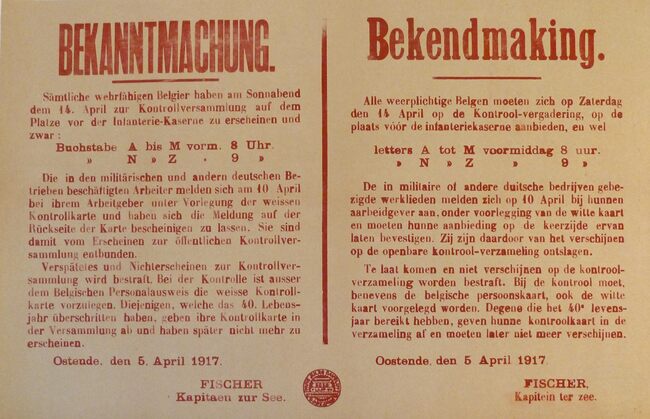 BEKANNTMACHUNG.
Sämtliche wehrfähigen Belgier haben am Sonnabend
dem 14. April zur Kontrollversammlung auf dem
Platze vor der Infanterie-Kaserne zu erscheinen und
zwar :
Buchstabe A bis M vorm. 8 Uhr.
» N » Z . 9 »
Die in den militärischen und andern deutschen Be-
trieben beschäftigten Arbeiter melden sich am 10 April
bei ihrem Arbeitgeber unter Vorlegung der weissen
Kontrollkarte und haben sich die Meldung auf der
Rückseite der Karte bescheinigen zu lassen. Sie sind
damit vom Erscheinen zur öffentlichen Kontrollver-
sammlung entbunden.
Verspätetes und Nichterscheinen zur Kontrollver-
sammlung wird bestraft. Bei der Kontrolle ist ausser
dem Belgischen Personalausweis die weisse Kontroll-
karte vorzulegen. Diejenigen, welche das 40. Lebens-
jahr überschritten haben, geben ihre Kontrollkarte in
der Versammlung ab und haben später nicht mehr zu
erscheinen.
Ostende, den 5. April 1917.
FISCHER
Kapitaen zur See.
Bekendmaking.
Alle weerplichtige Belgen moeten zich op Zaterdag
den 14 April op de Kontrool-vergadering, op de
plaats vóór de infanteriekaserne aanbieden, en wel
letters A tot M voormiddag 8 uur.
» N » Z » 9 »
De in militaire of andere duitsche bedrijven gebe-
zigde werklieden melden zich op 10 April bij hunnen
aarbeidgever aan, onder voorlegging van de witte kaart
en moeten hunne aanbieding op de keerzijde ervan
laten bevestigen. Zij zijn daardoor van het verschijnen
op de openbare kontrool-verzameling ontslagen.
Te laat komen en niet verschijnen op de kontrool-
verzameling worden bestraft. Bij de kontrool moet,
benevens de belgische persoonskaart, ook de witte
kaart voorgelegd worden. Degene die het 40e levens-
jaar bereikt hebben, geven hunne kontroolkaart in de
verzameling af en moeten later niet meer verschijnen.
Oostende, den 5 April 1917.
FISCHER,
Kapitein ter zee.